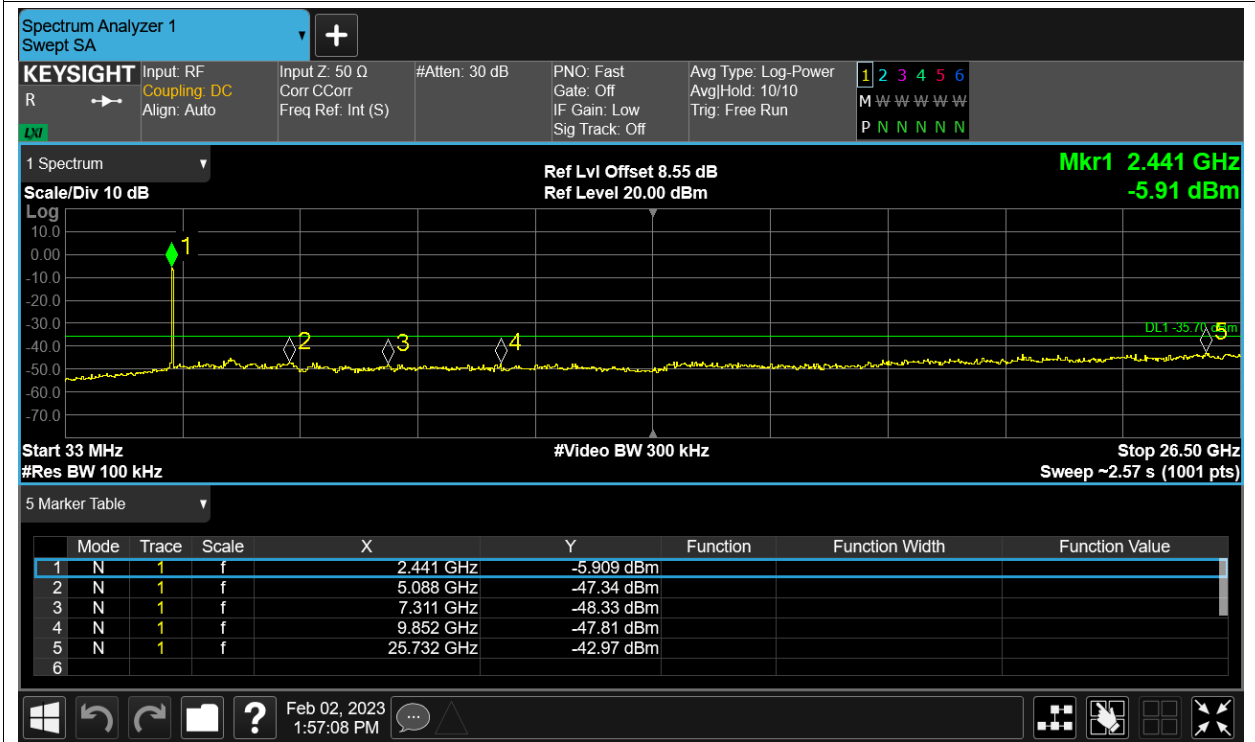 Spectrum Analyzer 1
Swept SA
+
KEYSIGHT
R
LXI
Input: RF
Coupling: DC
Align: Auto
Input Z: 50 Ω
Corr CCorr
Freq Ref: Int (S)
#Atten: 30 dB
PNO: Fast
Gate: Off
IF Gain: Low
Sig Track: Off
Avg Type: Log-Power
Avg|Hold: 10/10
Trig: Free Run
1 2 3 4 5 6
M W W W W W
P N N N N N
1 Spectrum
Scale/Div 10 dB
Ref Lvl Offset 8.55 dB
Ref Level 20.00 dBm
Mkr1 2.441 GHz
-5.91 dBm
Log
10.0
0.00
-10.0
-20.0
-30.0
-40.0
-50.0
-60.0
-70.0
1
2
3
4
5
DL1 -35.70 dBm
Start 33 MHz
#Res BW 100 kHz
#Video BW 300 kHz
Stop 26.50 GHz
Sweep ~2.57 s (1001 pts)
5 Marker Table
Mode Trace Scale X Y Function Function Width Function Value
1 N 1 f 2.441 GHz -5.909 dBm
2 N 1 f 5.088 GHz -47.34 dBm
3 N 1 f 7.311 GHz -48.33 dBm
4 N 1 f 9.852 GHz -47.81 dBm
5 N 1 f 25.732 GHz -42.97 dBm
6
?
Feb 02, 2023
1:57:08 PM